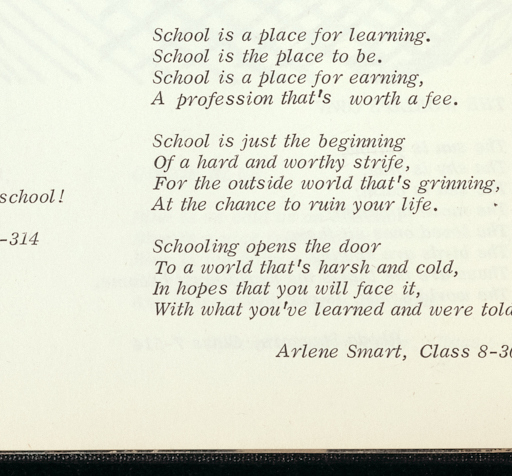 School is a place for learning.
School is the place to be.
School is a place for earning,
A profession that's worth a fee.
School is just the beginning
Of a hard and worthy strife,
For the outside world that's grinning,
At the chance to ruin your life.
Schooling opens the door
To a world that's harsh and cold,
In hopes that you will face it,
With what you've learned and were told
Arlene Smart, Class 8-30
school!
-314